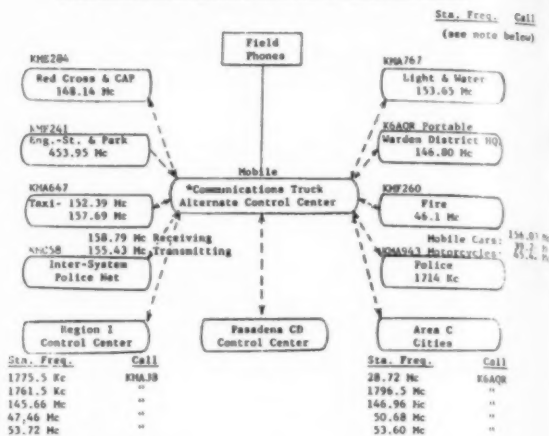 Sta. Freq. Call
(see note below)
Field
Phones
KME284
Red Cross & CAP
148.14 Mc
KMA767
Light & Water
153.65 Mc
Eng.-St. & Park
453.95 Mc
K6AQR Portable
Warden District HQ
146.80 Mc
Mobile
*Communications Truck
Alternate Control Center
KMA647
Taxi- 152.39 Mc
157.69 Mc
KMF260
Fire
46.1 Mc
158.79 Mc Receiving
155.43 Mc Transmitting
Inter-System
Police Net
Mobile Cars:
KMA943 Motorcycles-
Police
1714 Kc
Region I
Control Center
Pasadena CD
Control Center
Area C
Cities
Sta. Freq. Call
1775.5 Kc KMAJB
1761.5 Kc "
145.66 Mc "
47.46 Mc "
53.72 Mc "
Sta. Freq. Call
28.72 Mc K6AQR
1796.5 Mc "
146.96 Mc "
50.68 Mc "
53.60 Mc "